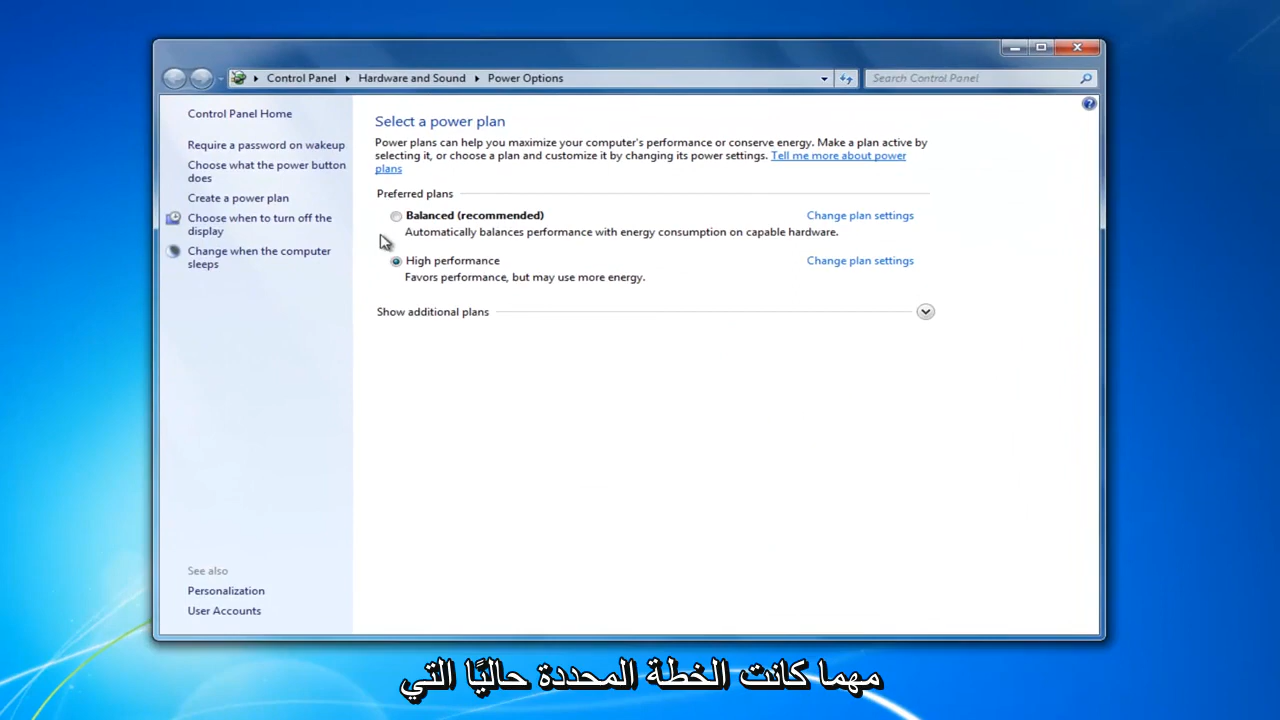 Control Panel
Hardware and Sound
Power Options
Search Control Panel
Control Panel Home
Require a password on wakeup
Choose what the power button
does
Create a power plan
Choose when to turn off the
display
Change when the computer
sleeps
See also
Personalization
User Accounts
Select a power plan
Power plans can help you maximize your computer's performance or conserve energy. Make a plan active by
selecting it, or choose a plan and customize it by changing its power settings. Tell me more about power
plans
Preferred plans
Balanced (recommended) Change plan settings
Automatically balances performance with energy consumption on capable hardware.
High performance Change plan settings
Favors performance, but may use more energy.
Show additional plans
مهما كانت الخطة المحددة حاليًا التي